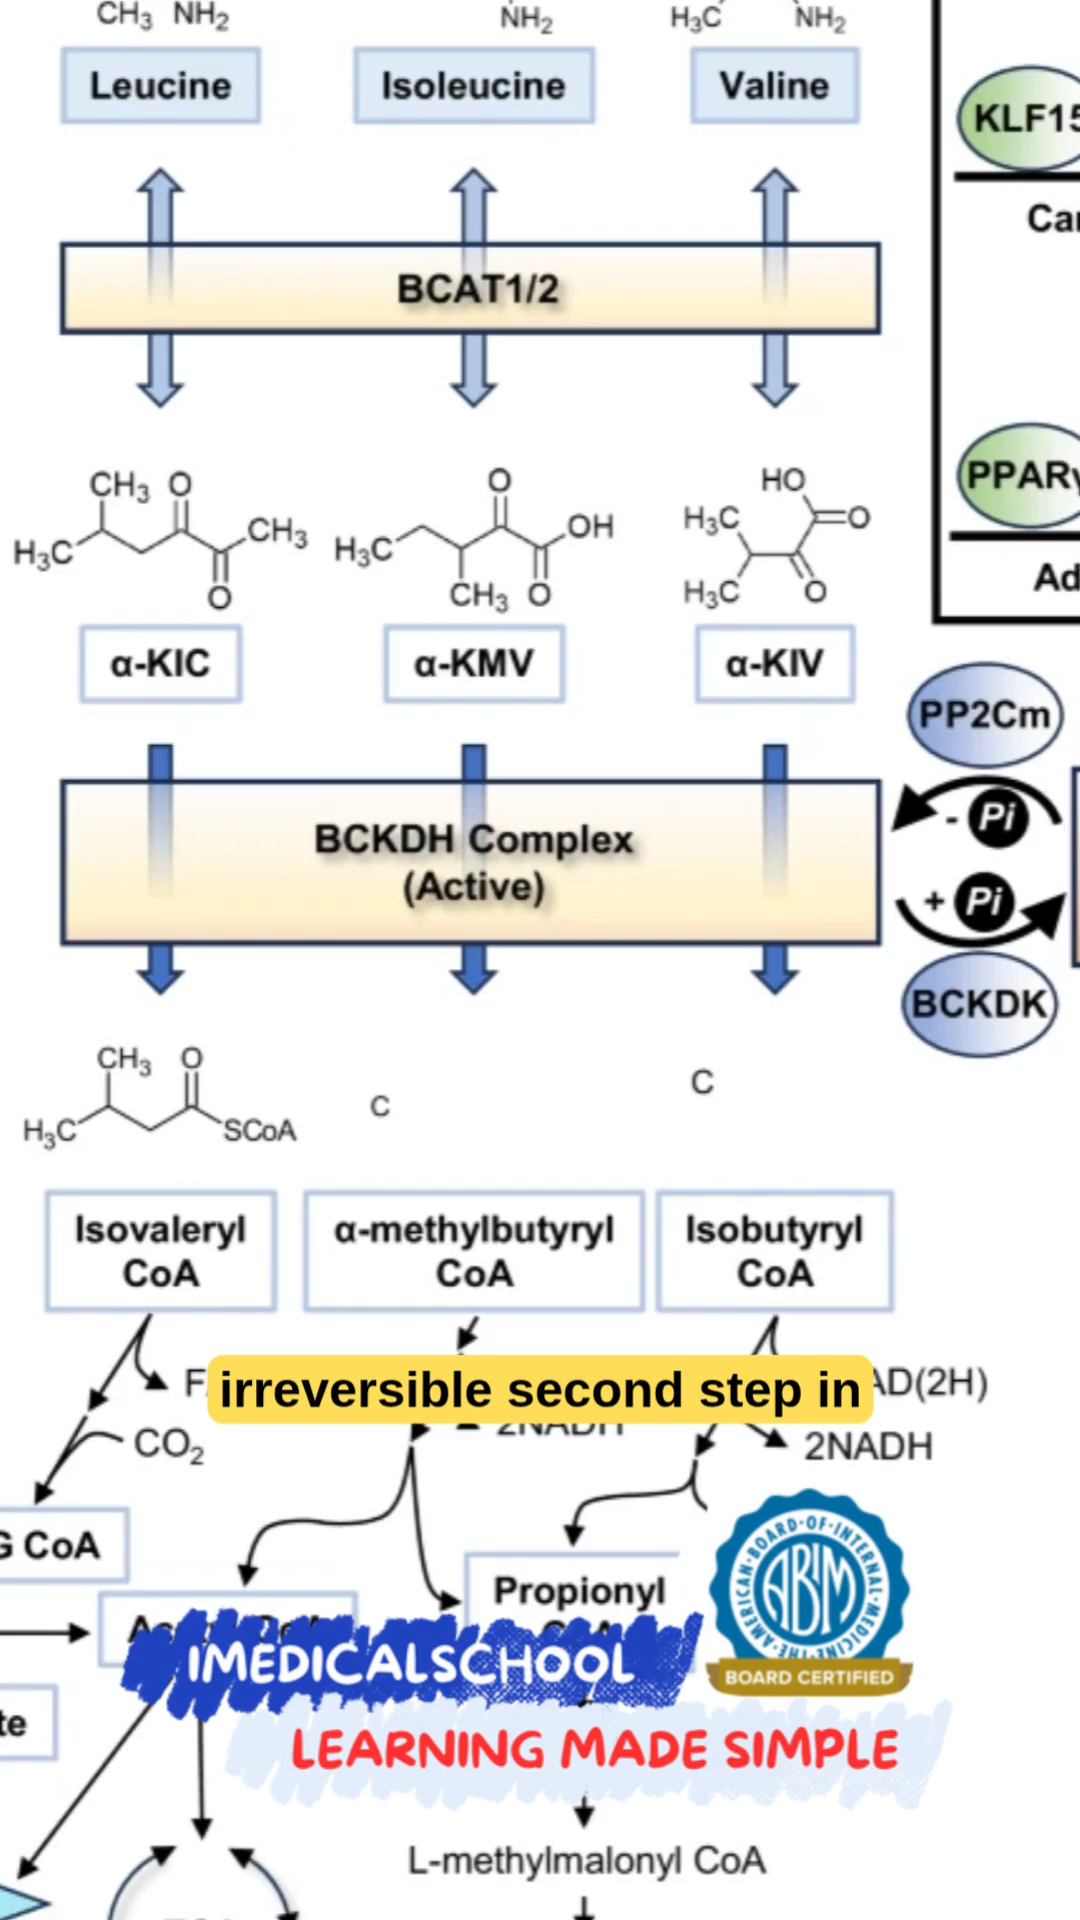 CH₃ NH₂
NH₂
H₃C NH₂
Leucine
Isoleucine
Valine
KLF15
BCAT1/2
CH₃ O
CH₃
H₃C
O
O
OH
H₃C
CH₃ O
HO
H₃C
O
H₃C
O
α-KIC
α-KMV
α-KIV
PPARγ
PP2Cm
- Pi
BCKDH Complex
(Active)
+ Pi
BCKDK
CH₃ O
H₃C
SCoA
C
C
Isovaleryl
CoA
α-methylbutyryl
CoA
Isobutyryl
CoA
irreversible second step in
AD(2H)
CO₂
2NADH
2NADH
CoA
Propionyl
AMERICAN·BOARD·OF·INTERNAL·MEDICINE·THE
ABIM
BOARD CERTIFIED
IMEDICALSCHOOL
LEARNING MADE SIMPLE
L-methylmalonyl CoA